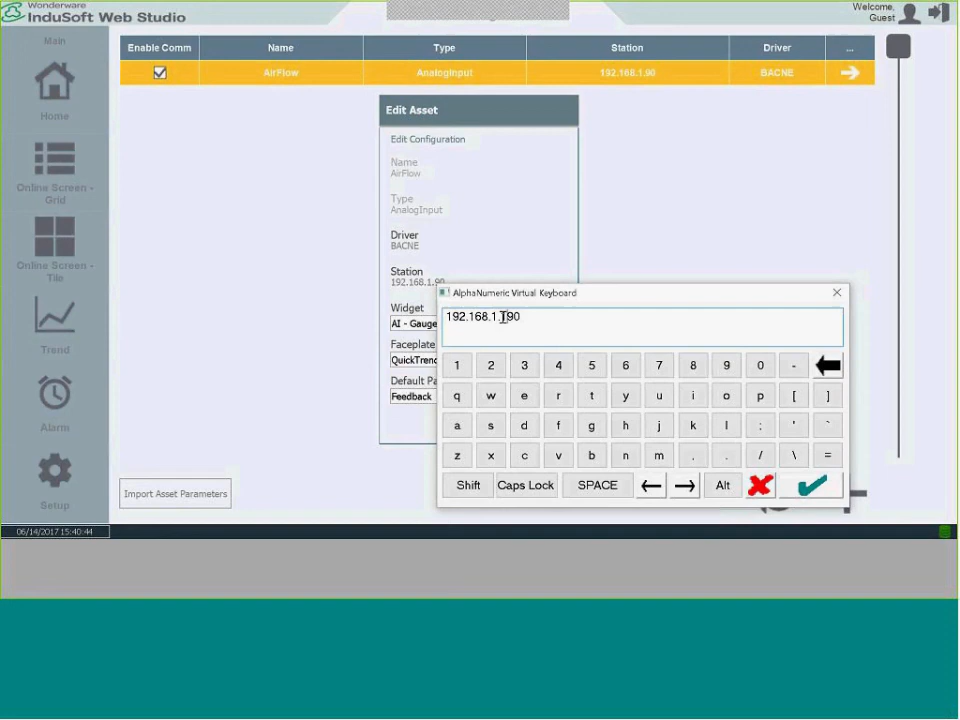 Wonderware
InduSoft Web Studio
Welcome,
Guest
Main
Home
Online Screen -
Grid
Online Screen -
Tile
Trend
Alarm
Setup
Enable Comm Name Type Station Driver ...
AirFlow AnalogInput 192.168.1.90 BACNE
Edit Asset
Edit Configuration
Name
AirFlow
Type
AnalogInput
Driver
BACNE
Station
192.168.1.90
Widget
AI - Gauge
Faceplate
QuickTrend
Default Pa
Feedback
Import Asset Parameters
AlphaNumeric Virtual Keyboard
1 2 3 4 5 6 7 8 9 0 -
q w e r t y u i o p [ ]
a s d f g h j k l ; ' `
z x c v b n m , . / \ =
Shift Caps Lock SPACE Alt
06/14/2017 15:40:44